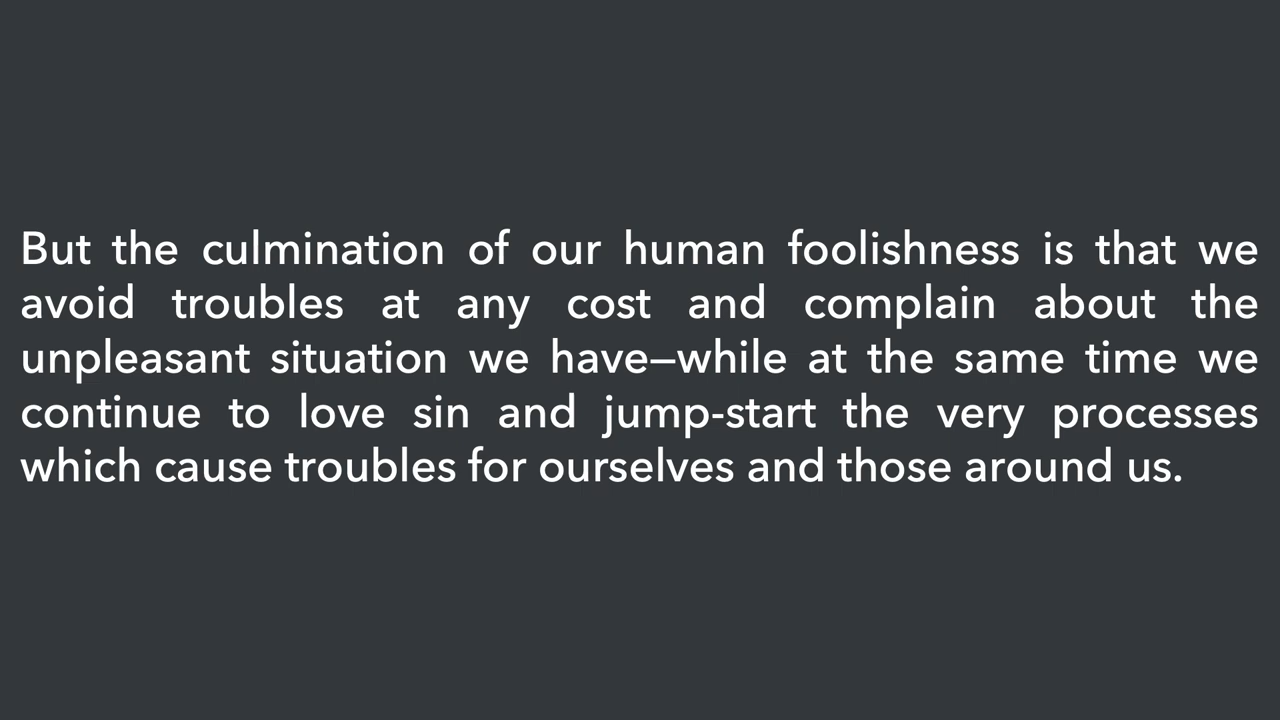 But the culmination of our human foolishness is that we
avoid troubles at any cost and complain about the
unpleasant situation we have—while at the same time we
continue to love sin and jump-start the very processes
which cause troubles for ourselves and those around us.